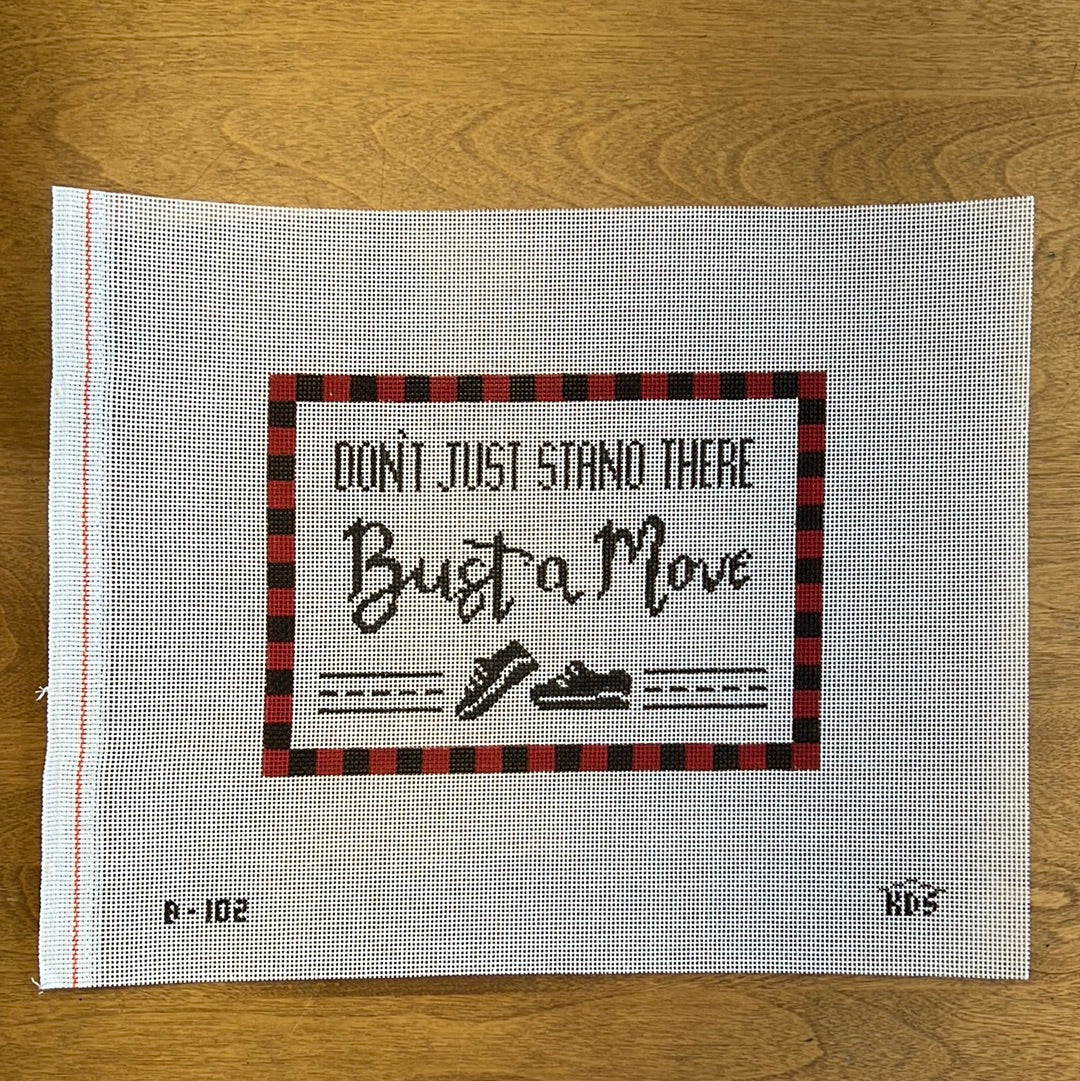 DON'T JUST STAND THERE
Bust a Move
A-102
KDS